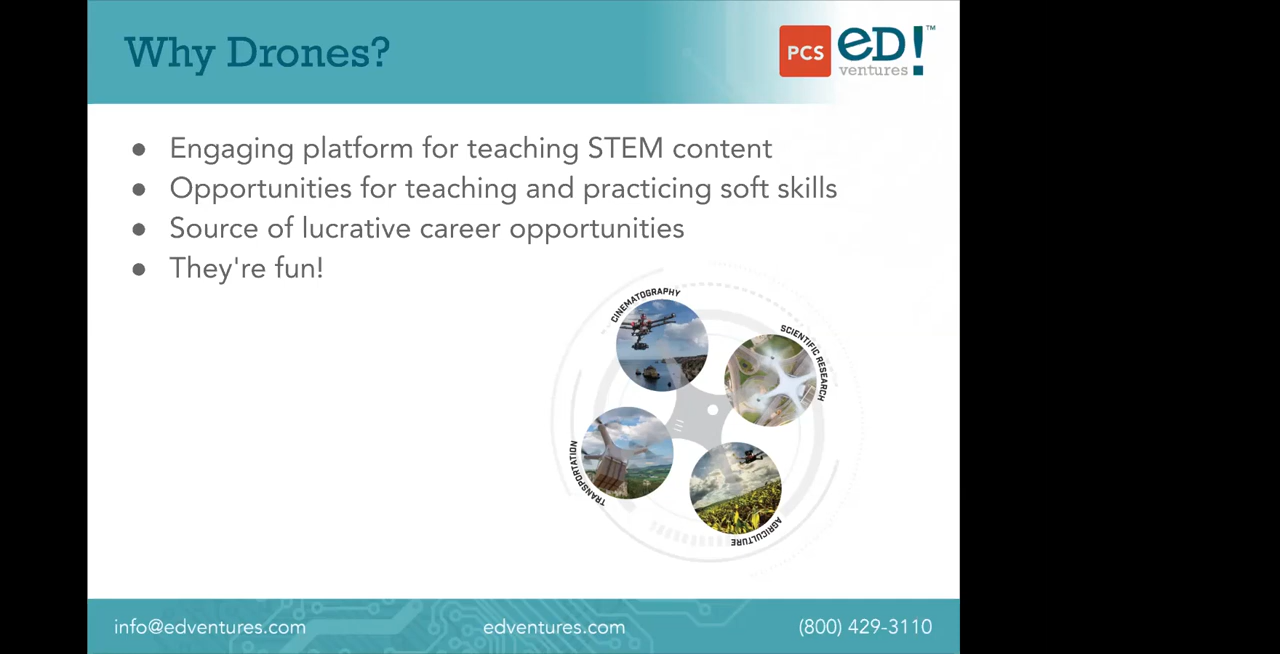 Why Drones?
PCS
eD!™
ventures
● Engaging platform for teaching STEM content
● Opportunities for teaching and practicing soft skills
● Source of lucrative career opportunities
● They're fun!
CINEMATOGRAPHY
SCIENTIFIC RESEARCH
TRANSPORTATION
AGRICULTURE
info@edventures.com
edventures.com
(800) 429-3110